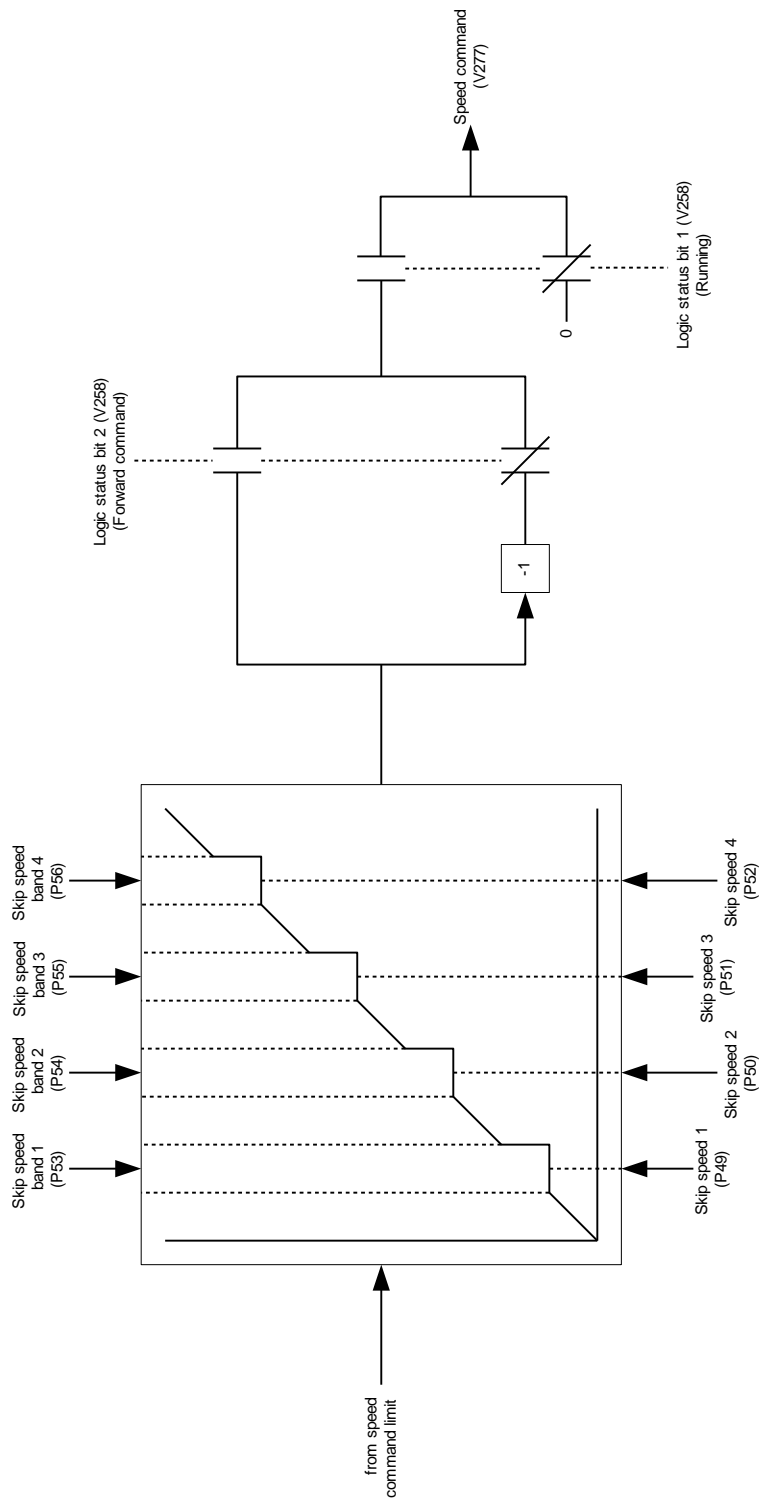 Skip speed
band 1
(P53)
Skip speed
band 2
(P54)
Skip speed
band 3
(P55)
Skip speed
band 4
(P56)
from speed
command limit
Skip speed 1
(P49)
Skip speed 2
(P50)
Skip speed 3
(P51)
Skip speed 4
(P52)
Logic status bit 2 (V258)
(Forward command)
-1
0
Logic status bit 1 (V258)
(Running)
Speed command
(V277)